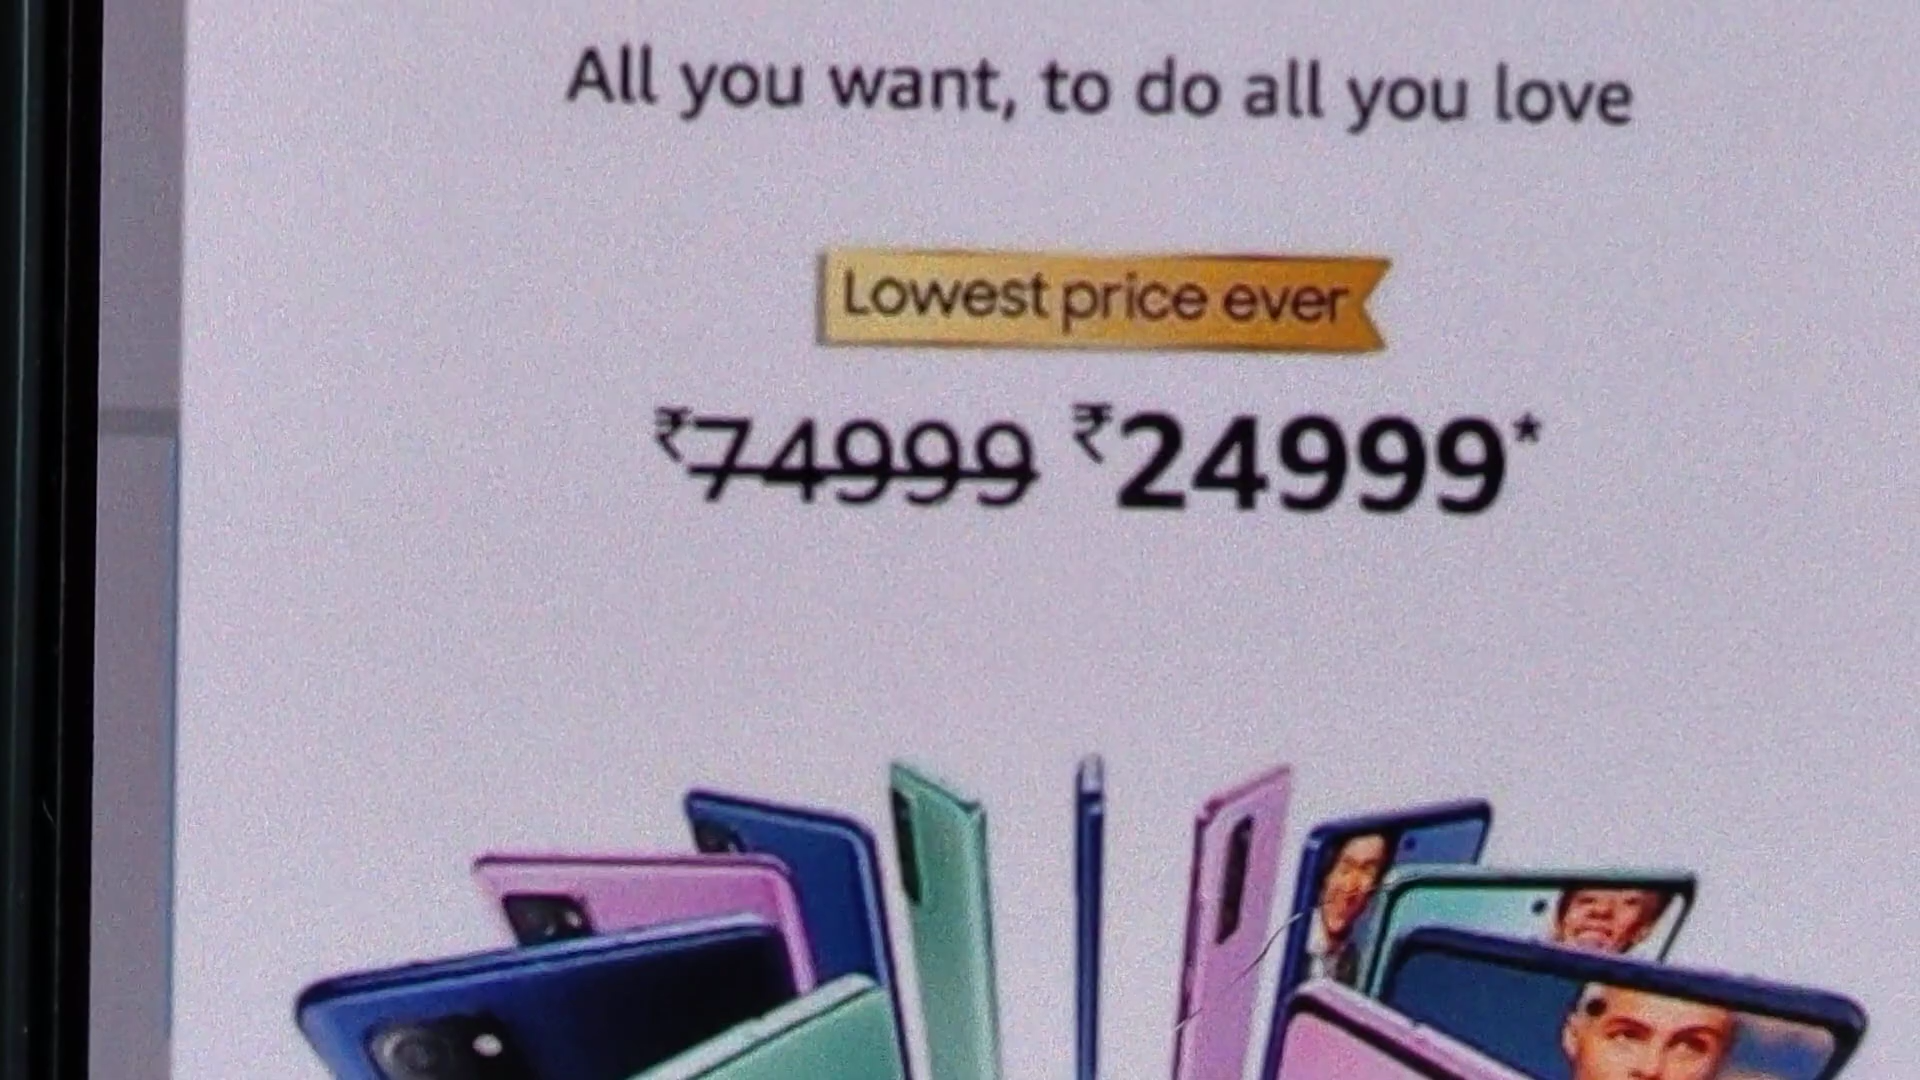 All you want, to do all you love
Lowest price ever
₹74999 ₹24999*